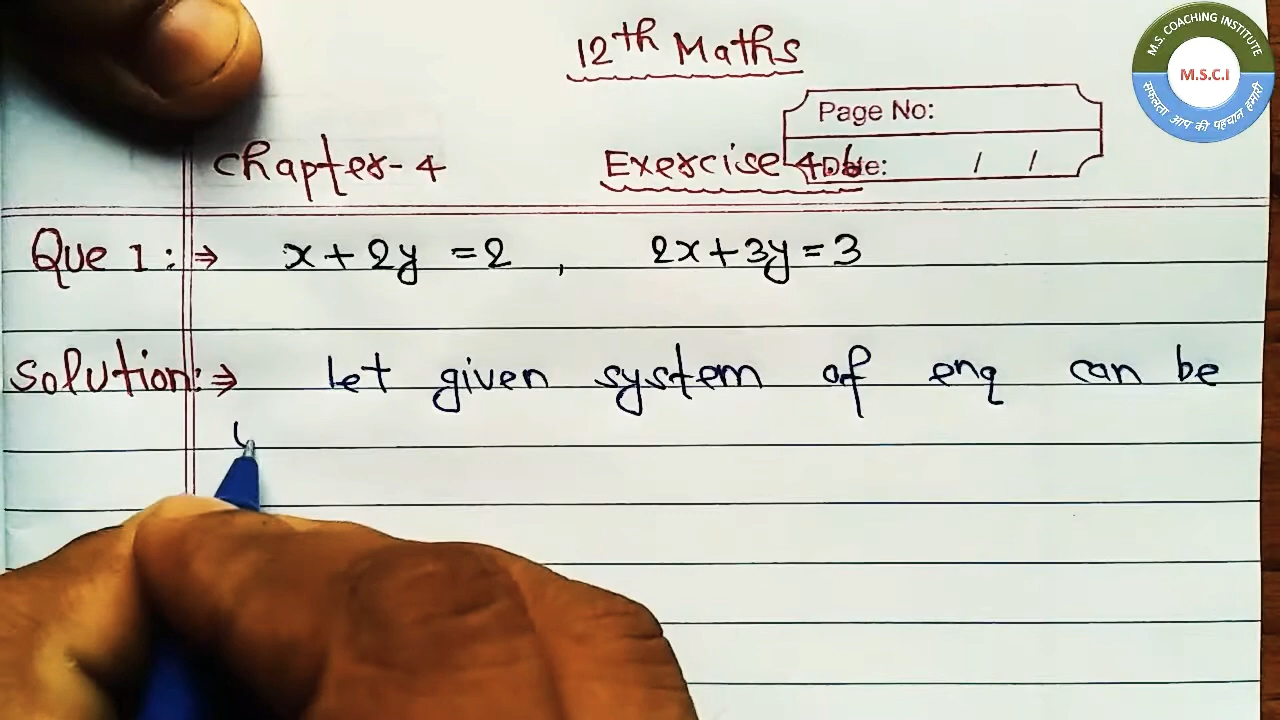 12th Maths
M.S. COACHING INSTITUTE
M.S.C.I
सफलता आप की पहचान हमारी
Page No:
Chapter-4 Exercise 4.6
Date: / /
Que 1:⇒ x+2y =2 , 2x+3y=3
Solution:⇒ let given system of enq can be